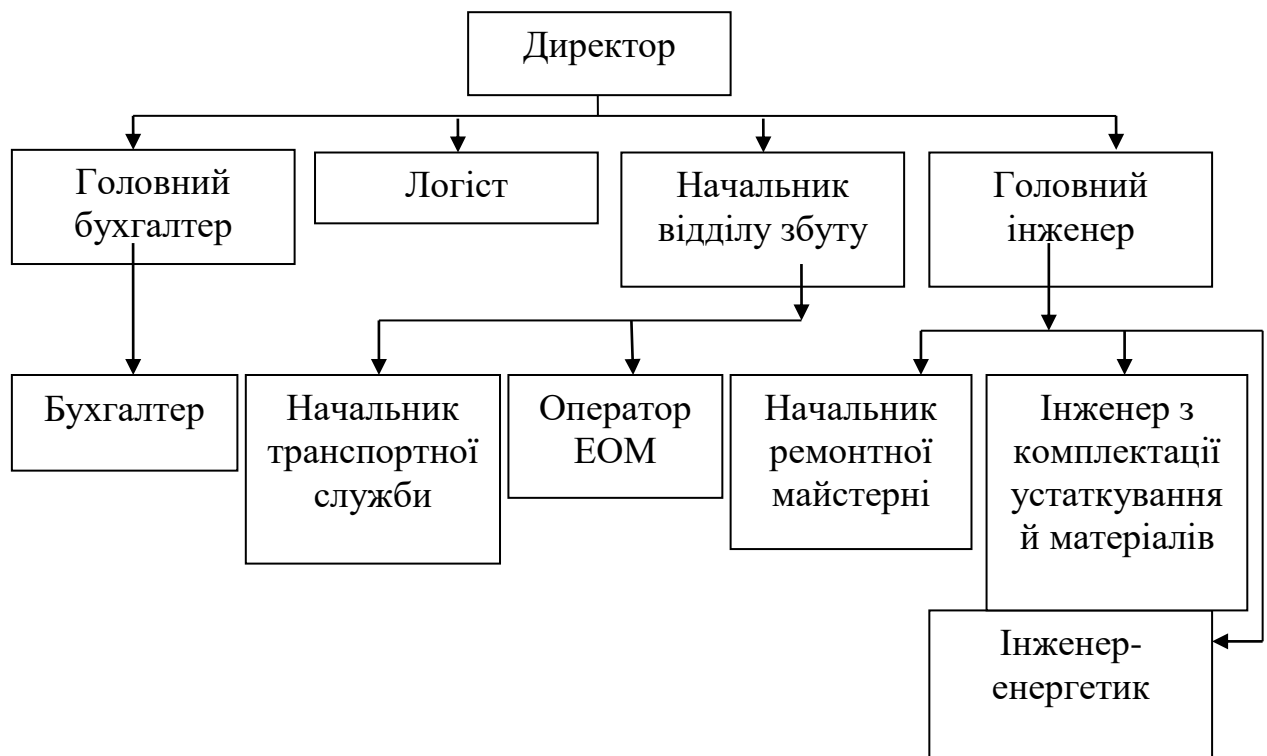 Директор
Головний
бухгалтер
Логіст
Начальник
відділу збуту
Головний
інженер
Бухгалтер
Начальник
транспортної
служби
Оператор
ЕОМ
Начальник
ремонтної
майстерні
Інженер з
комплектації
устаткування
й матеріалів
Інженер-
енергетик